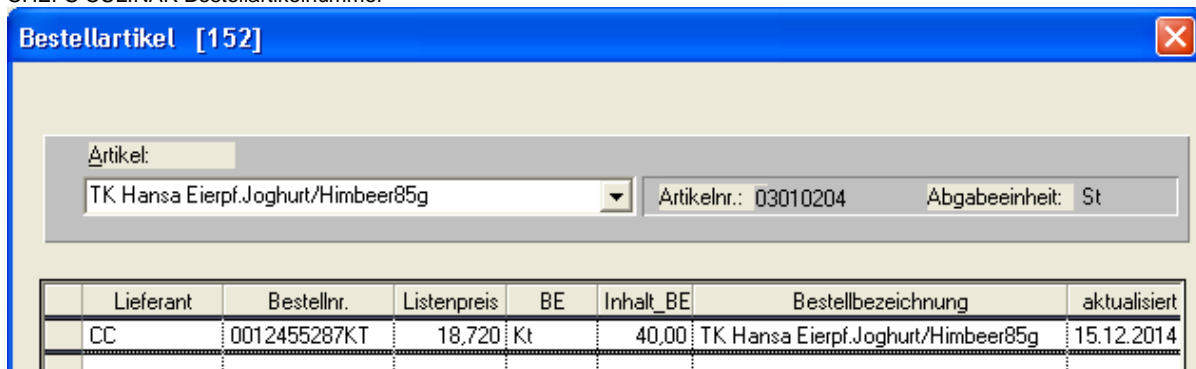 Bestellartikel [152]
Artikel:
TK Hansa Eierpf.Joghurt/Himbeer85g
Artikelnr.: 03010204 Abgabeeinheit: St
Lieferant Bestellnr. Listenpreis BE Inhalt_BE Bestellbezeichnung aktualisiert
CC 0012455287KT 18,720 Kt 40,00 TK Hansa Eierpf.Joghurt/Himbeer85g 15.12.2014